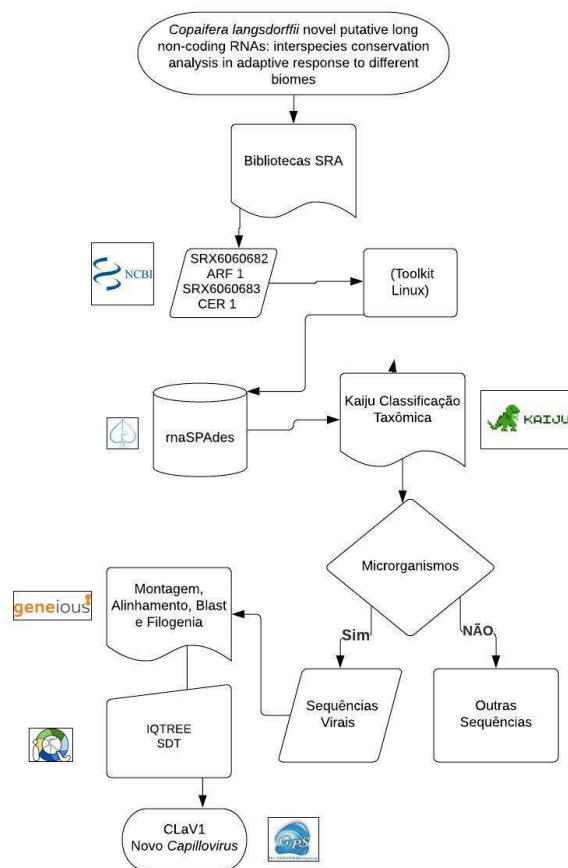 Copaifera langsdorffii novel putative long
non-coding RNAs: interspecies conservation
analysis in adaptive response to different
biomes
Bibliotecas SRA
NCBI
SRX6060682
ARF 1
SRX6060683
CER 1
(Toolkit
Linux)
rnaSPAdes
Kaiju Classificação
Taxômica
KAIJU
Microrganismos
geneious
Montagem,
Alinhamento, Blast
e Filogenia
Sim
NÃO
Sequências
Virais
Outras
Sequências
IQTREE
SDT
CLaV1
Novo Capillovirus
GPS